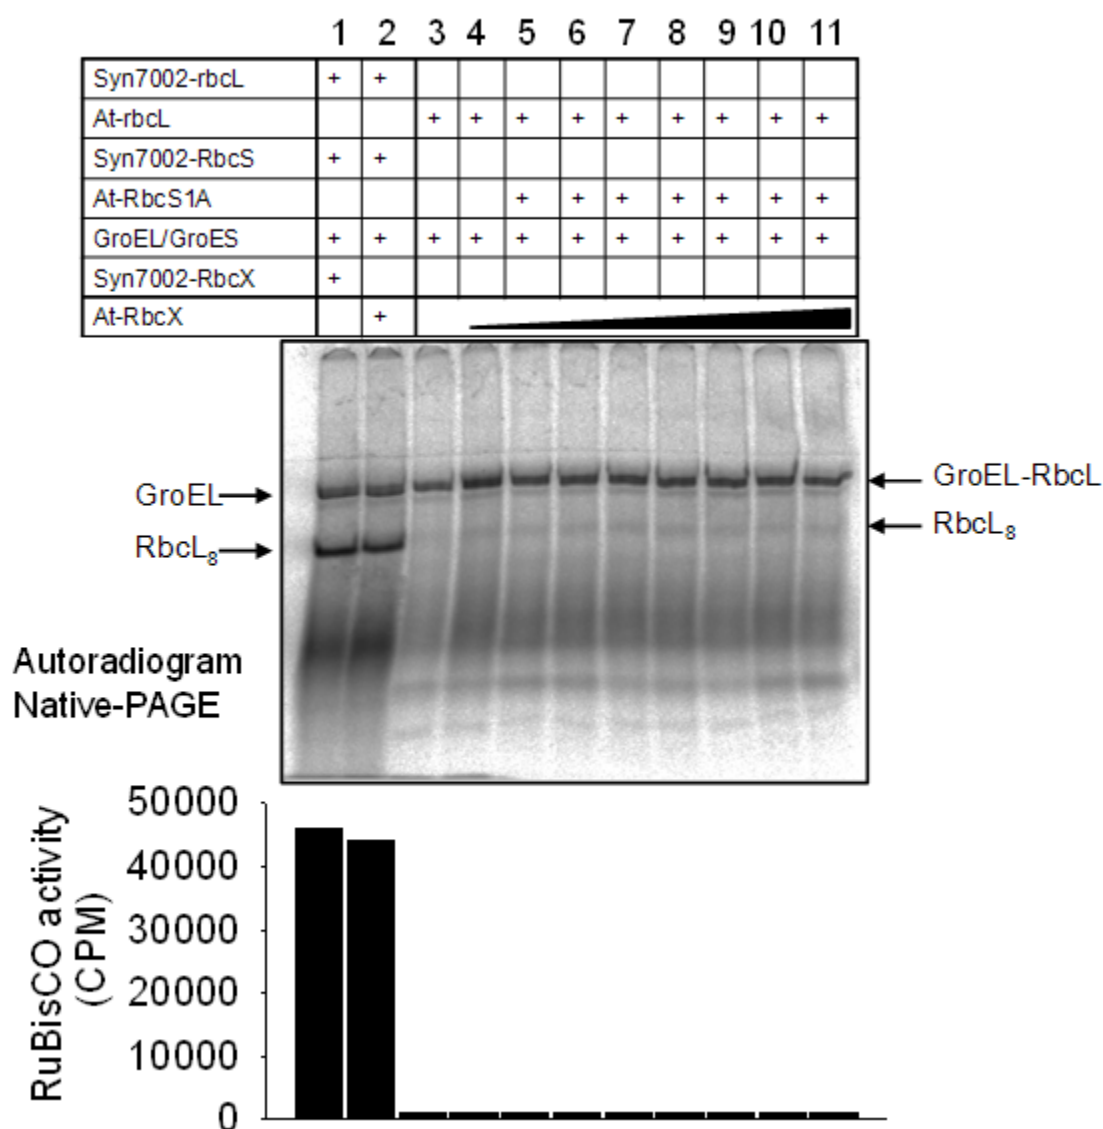 1 2 3 4 5 6 7 8 9 10 11
Syn7002-rbcL + +
At-rbcL + + + + + + + + +
Syn7002-RbcS + +
At-RbcS1A + + + + + + +
GroEL/GroES + + + + + + + + + + +
Syn7002-RbcX +
At-RbcX +
GroEL
RbcL₈
GroEL-RbcL
RbcL₈
Autoradiogram
Native-PAGE
RuBisCO activity
(CPM)
50000
40000
30000
20000
10000
0